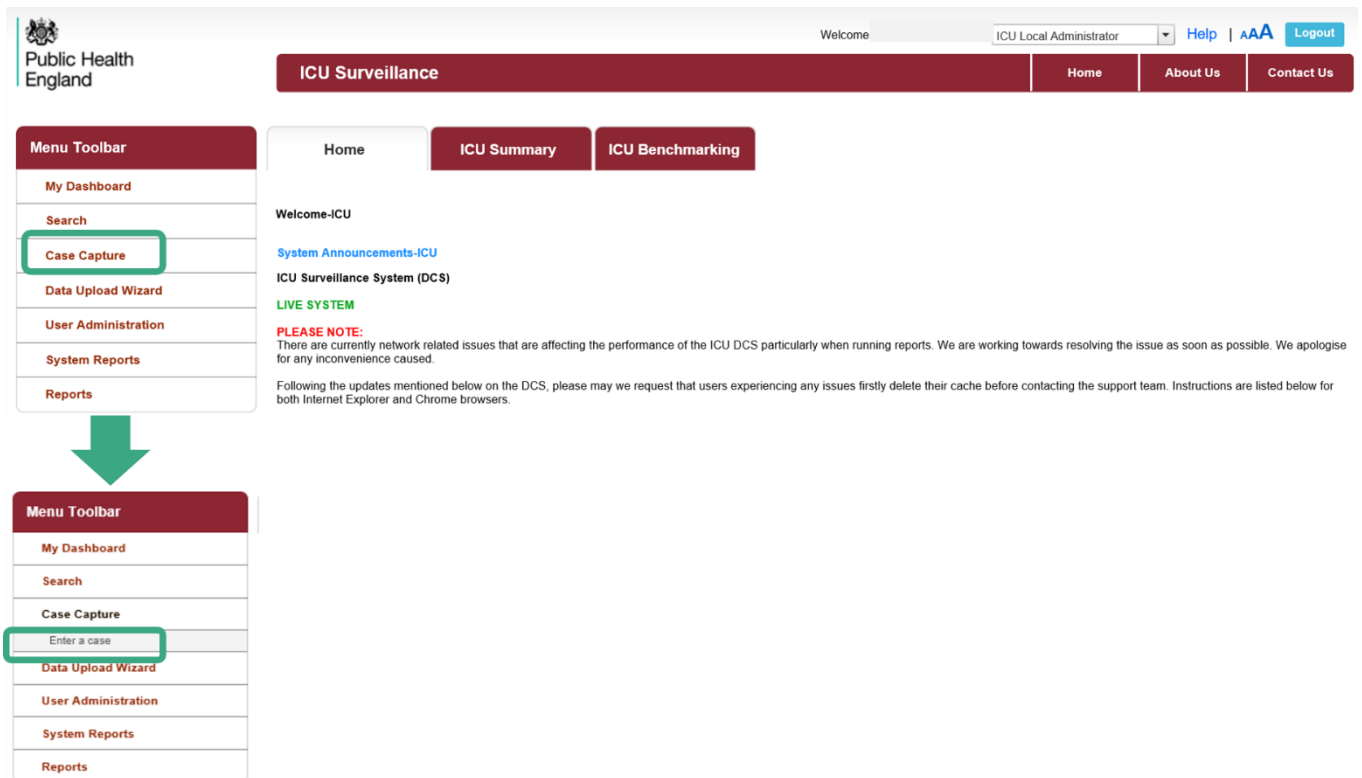 Welcome
ICU Local Administrator
Help | AAA Logout
Public Health
England
ICU Surveillance
Home
About Us
Contact Us
Menu Toolbar
My Dashboard
Search
Case Capture
Data Upload Wizard
User Administration
System Reports
Reports
Home
ICU Summary
ICU Benchmarking
Welcome-ICU
System Announcements-ICU
ICU Surveillance System (DCS)
LIVE SYSTEM
PLEASE NOTE:
There are currently network related issues that are affecting the performance of the ICU DCS particularly when running reports. We are working towards resolving the issue as soon as possible. We apologise
for any inconvenience caused.
Following the updates mentioned below on the DCS, please may we request that users experiencing any issues firstly delete their cache before contacting the support team. Instructions are listed below for
both Internet Explorer and Chrome browsers.
Menu Toolbar
My Dashboard
Search
Case Capture
Enter a case
Data Upload Wizard
User Administration
System Reports
Reports